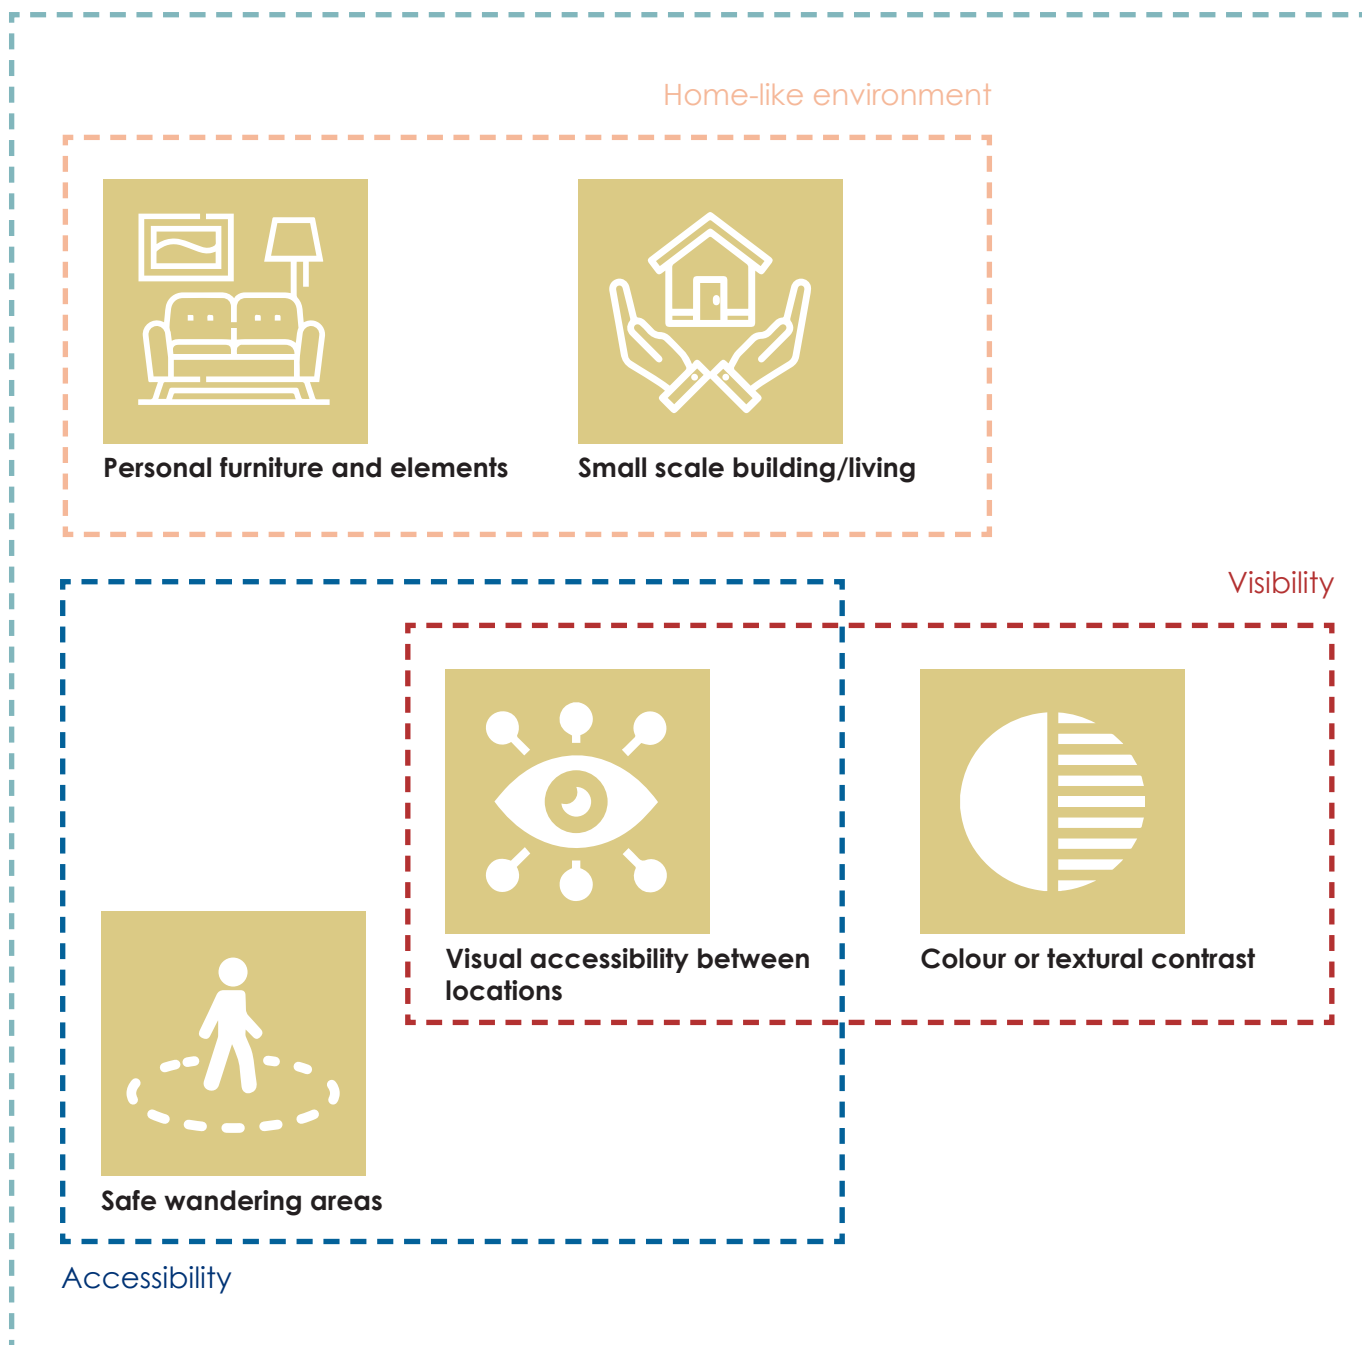 Home-like environment
Personal furniture and elements
Small scale building/living
Visibility
Visual accessibility between
locations
Colour or textural contrast
Safe wandering areas
Accessibility